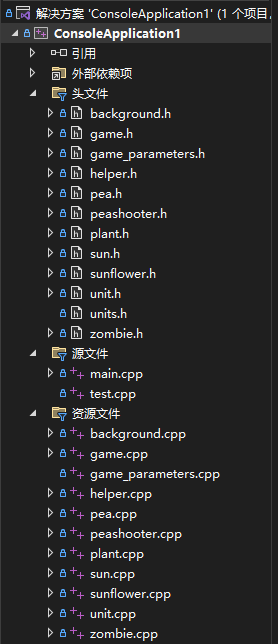 解决方案 'ConsoleApplication1' (1 个项目,
ConsoleApplication1
引用
外部依赖项
头文件
background.h
game.h
game_parameters.h
helper.h
pea.h
peashooter.h
plant.h
sun.h
sunflower.h
unit.h
units.h
zombie.h
源文件
main.cpp
test.cpp
资源文件
background.cpp
game.cpp
game_parameters.cpp
helper.cpp
pea.cpp
peashooter.cpp
plant.cpp
sun.cpp
sunflower.cpp
unit.cpp
zombie.cpp